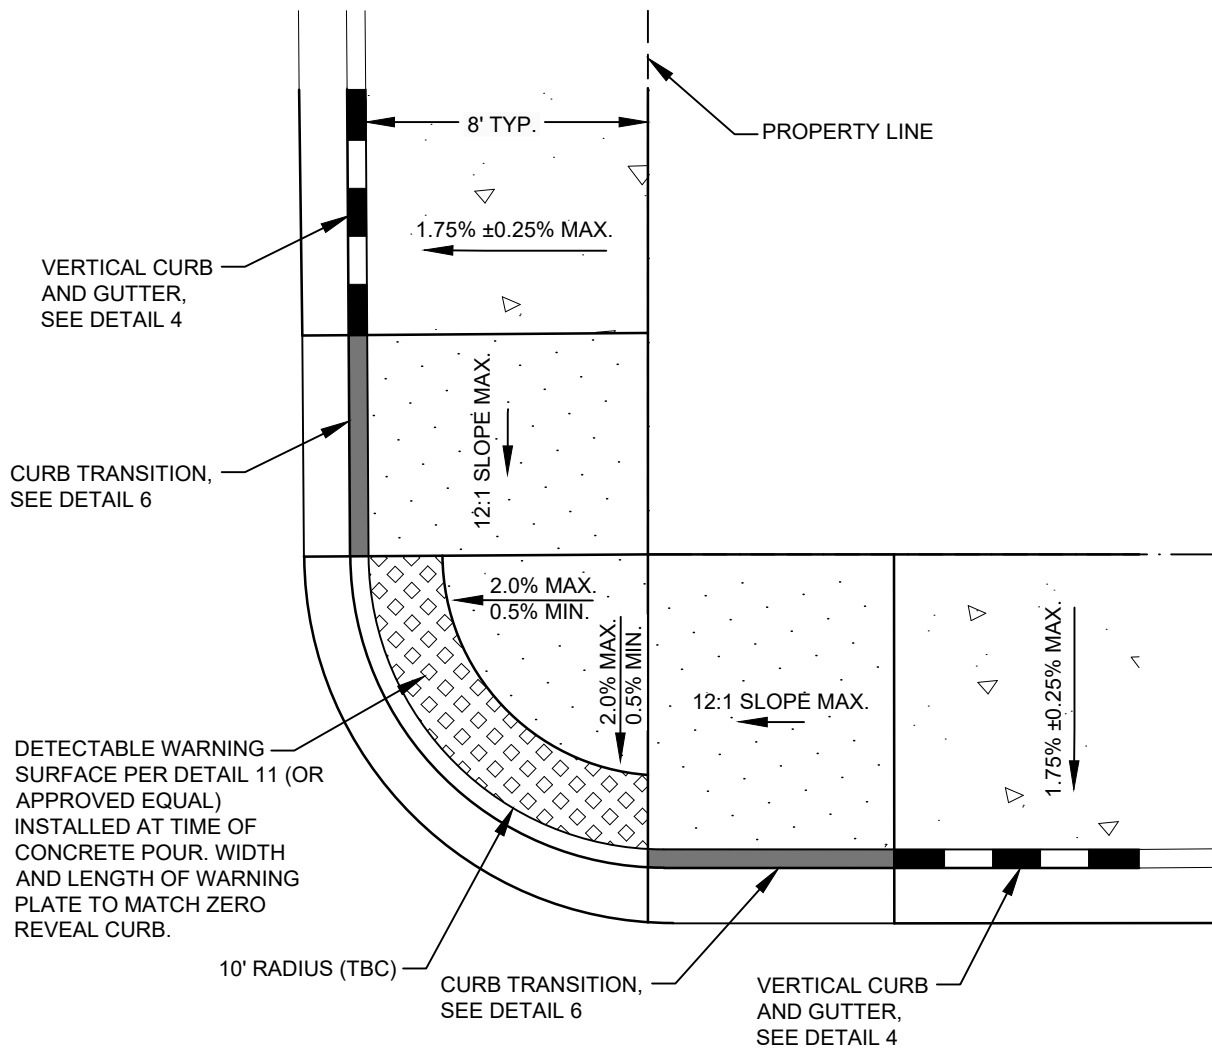 8' TYP.
PROPERTY LINE
1.75% ±0.25% MAX.
VERTICAL CURB
AND GUTTER,
SEE DETAIL 4
12:1 SLOPE MAX.
CURB TRANSITION,
SEE DETAIL 6
2.0% MAX.
0.5% MIN.
2.0% MAX.
0.5% MIN.
12:1 SLOPE MAX.
1.75% ±0.25% MAX.
DETECTABLE WARNING
SURFACE PER DETAIL 11 (OR
APPROVED EQUAL)
INSTALLED AT TIME OF
CONCRETE POUR. WIDTH
AND LENGTH OF WARNING
PLATE TO MATCH ZERO
REVEAL CURB.
10' RADIUS (TBC)
CURB TRANSITION,
SEE DETAIL 6
VERTICAL CURB
AND GUTTER,
SEE DETAIL 4